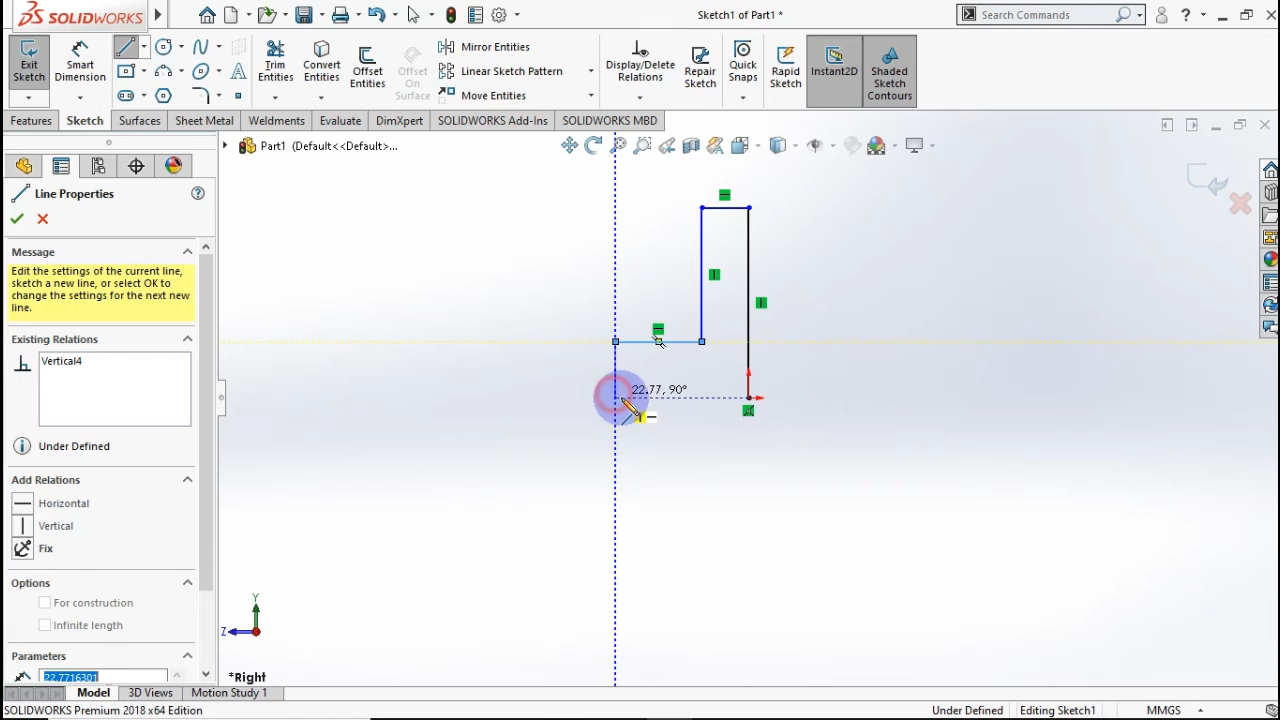 SOLIDWORKS
Sketch1 of Part1 *
Search Commands
?
Exit Sketch
Smart Dimension
Trim Entities
Convert Entities
Offset Entities
Offset On Surface
Mirror Entities
Linear Sketch Pattern
Move Entities
Display/Delete Relations
Repair Sketch
Quick Snaps
Rapid Sketch
Instant2D
Shaded Sketch Contours
Features
Sketch
Surfaces
Sheet Metal
Weldments
Evaluate
DimXpert
SOLIDWORKS Add-Ins
SOLIDWORKS MBD
Part1 (Default<<Default>...
Line Properties
Message
Edit the settings of the current line,
sketch a new line, or select OK to
change the settings for the next new
line.
Existing Relations
Vertical4
Under Defined
Add Relations
Horizontal
Vertical
Fix
Options
For construction
Infinite length
Parameters
22.7716301
22.77, 90°
Y
Z
*Right
Model
3D Views
Motion Study 1
SOLIDWORKS Premium 2018 x64 Edition
Under Defined
Editing Sketch1
MMGS